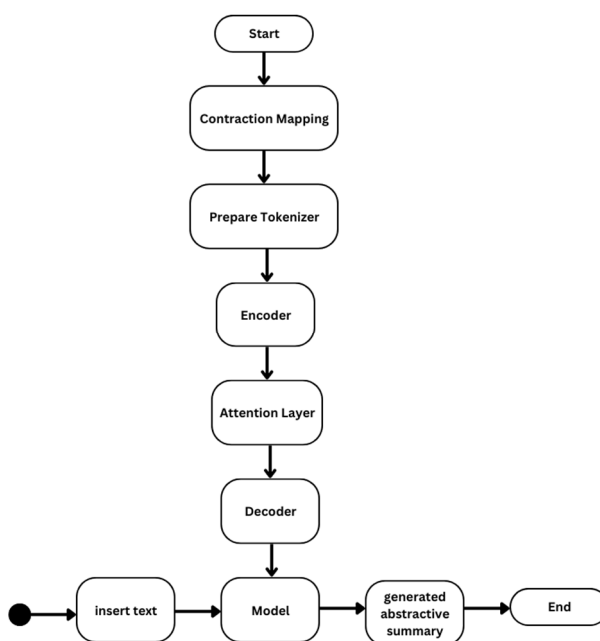 Start
Contraction Mapping
Prepare Tokenizer
Encoder
Attention Layer
Decoder
insert text
Model
generated
abstractive
summary
End